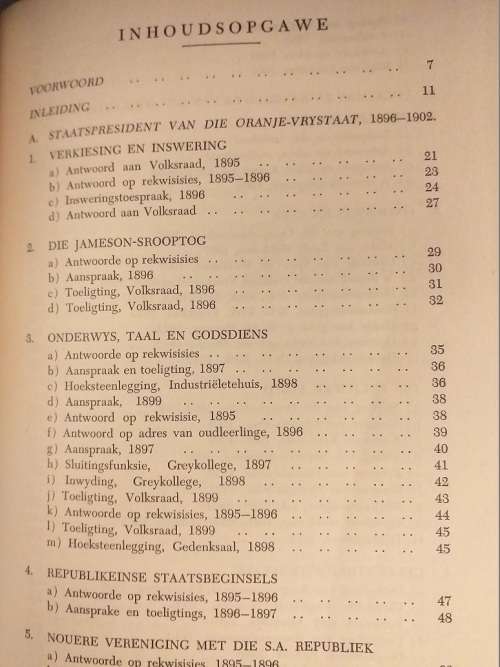 INHOUDSOPGAWE
VOORWOORD .. .. .. .. .. .. .. .. .. .. 7
INLEIDING .. .. .. .. .. .. .. .. .. .. 11
A. STAATSPRESIDENT VAN DIE ORANJE-VRYSTAAT, 1896–1902.
1. VERKIESING EN INSWERING
a) Antwoord aan Volksraad, 1895 .. .. .. .. .. 21
b) Antwoord op rekwisisies, 1895–1896 .. .. .. .. 23
c) Insweringstoespraak, 1896 .. .. .. .. .. .. 24
d) Antwoord aan Volksraad .. .. .. .. .. .. .. 27
2. DIE JAMESON-SROOPTOG
a) Antwoorde op rekwisisies .. .. .. .. .. .. .. 29
b) Aanspraak, 1896 .. .. .. .. .. .. .. .. 30
c) Toeligting, Volksraad, 1896 .. .. .. .. .. .. 31
d) Toeligting, Volksraad, 1896 .. .. .. .. .. .. 32
3. ONDERWYS, TAAL EN GODSDIENS
a) Antwoorde op rekwisisies .. .. .. .. .. .. .. 35
b) Aanspraak en toeligting, 1897 .. .. .. .. .. .. 36
c) Hoeksteenlegging, Industriëletehuis, 1898 .. .. .. .. 36
d) Aanspraak, 1899 .. .. .. .. .. .. .. .. 38
e) Antwoord op rekwisisie, 1895 .. .. .. .. .. 38
f) Antwoord op adres van oudleerlinge, 1896 .. .. .. .. 39
g) Aanspraak, 1897 .. .. .. .. .. .. .. .. 40
h) Sluitingsfunksie, Greykollege, 1897 .. .. .. .. .. 41
i) Inwyding, Greykollege, 1898 .. .. .. .. .. .. 42
j) Toeligting, Volksraad, 1899 .. .. .. .. .. .. 43
k) Antwoorde op rekwisisies, 1895–1896 .. .. .. .. 44
l) Toeligting, Volksraad, 1899 .. .. .. .. .. .. 45
m) Hoeksteenlegging, Gedenksaal, 1898 .. .. .. .. .. 45
4. REPUBLIKEINSE STAATSBEGINSELS
a) Antwoorde op rekwisisies, 1895–1896 .. .. .. .. 47
b) Aansprake en toeligtings, 1896–1897 .. .. .. .. 48
5. NOUERE VERENIGING MET DIE S.A. REPUBLIEK
a) Antwoorde op rekwisisies, 1895–1896